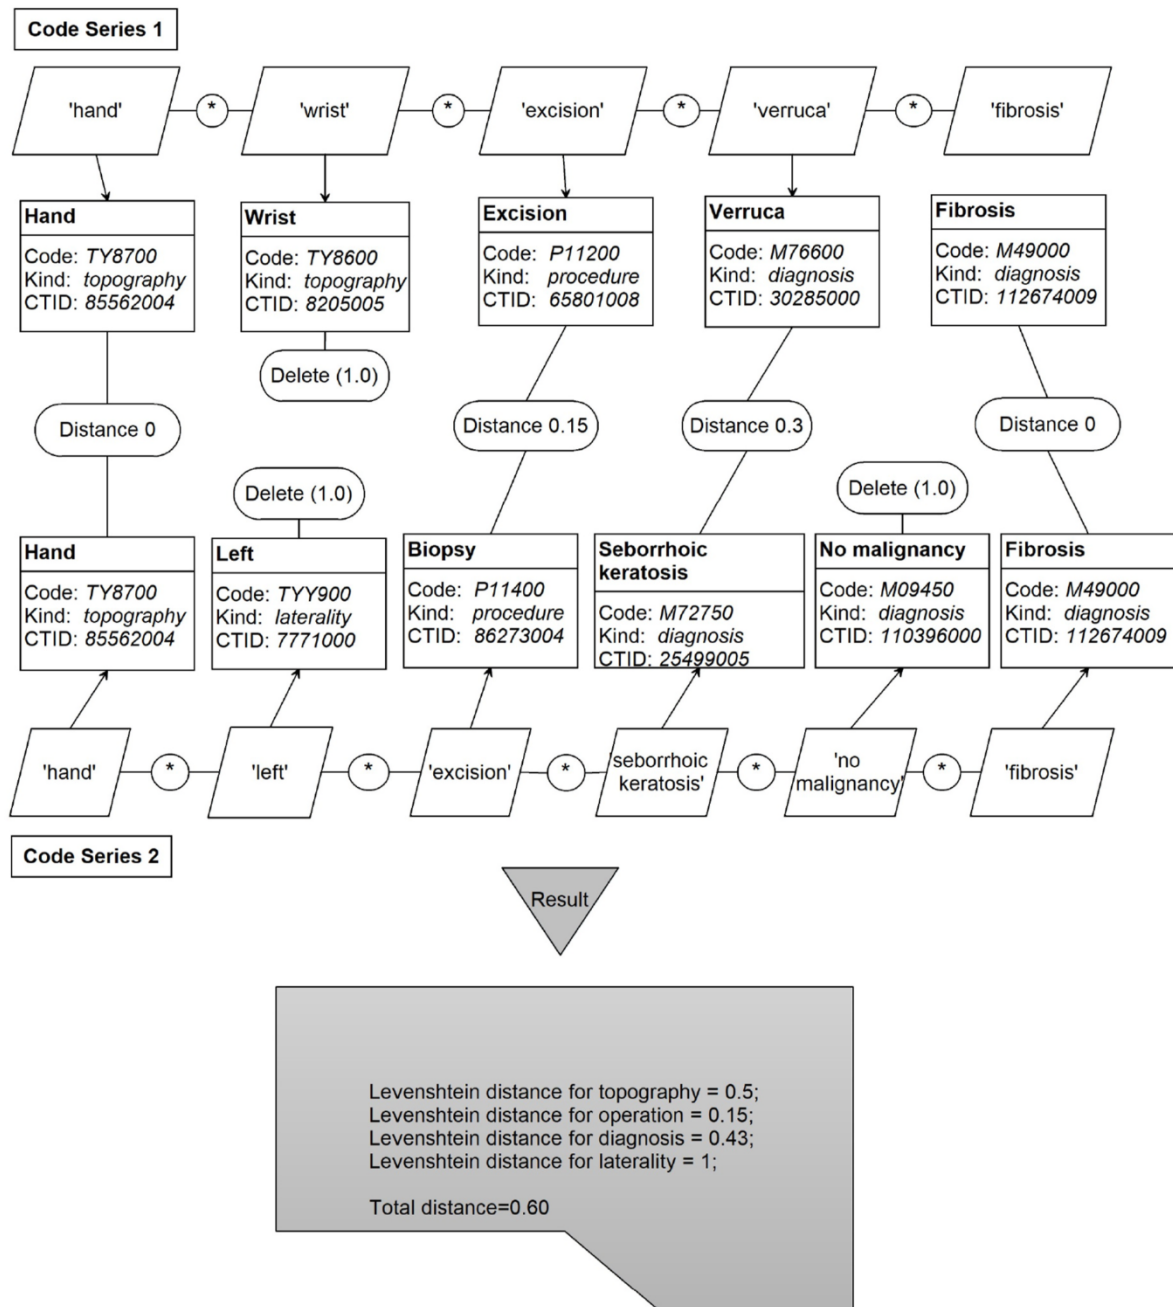 Code Series 1
'hand' * 'wrist' * 'excision' * 'verruca' * 'fibrosis'
Hand
Code: TY8700
Kind: topography
CTID: 85562004
Wrist
Code: TY8600
Kind: topography
CTID: 8205005
Excision
Code: P11200
Kind: procedure
CTID: 65801008
Verruca
Code: M76600
Kind: diagnosis
CTID: 30285000
Fibrosis
Code: M49000
Kind: diagnosis
CTID: 112674009
Delete (1.0)
Distance 0
Distance 0.15
Distance 0.3
Distance 0
Delete (1.0)
Delete (1.0)
Hand
Code: TY8700
Kind: topography
CTID: 85562004
Left
Code: TYY900
Kind: laterality
CTID: 7771000
Biopsy
Code: P11400
Kind: procedure
CTID: 86273004
Seborrhoic
keratosis
Code: M72750
Kind: diagnosis
CTID: 25499005
No malignancy
Code: M09450
Kind: diagnosis
CTID: 110396000
Fibrosis
Code: M49000
Kind: diagnosis
CTID: 112674009
'hand' * 'left' * 'excision' * 'seborrhoic
keratosis' * 'no
malignancy' * 'fibrosis'
Code Series 2
Result
Levenshtein distance for topography = 0.5;
Levenshtein distance for operation = 0.15;
Levenshtein distance for diagnosis = 0.43;
Levenshtein distance for laterality = 1;
Total distance=0.60